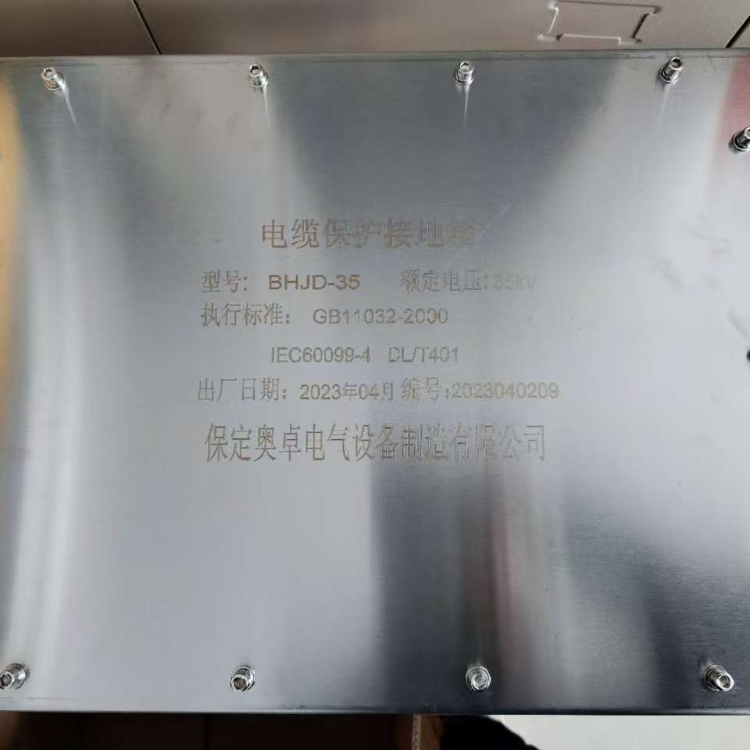 电缆保护接地箱
型号: BHJD-35 额定电压: 35kV
执行标准: GB11032-2000
IEC60099-4 DL/T401
出厂日期: 2023年04月 编号:2023040209
保定奥卓电气设备制造有限公司